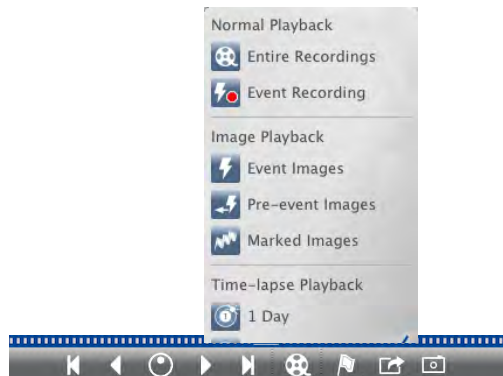 Normal Playback
Entire Recordings
Event Recording
Image Playback
Event Images
Pre-event Images
Marked Images
Time-lapse Playback
1 Day